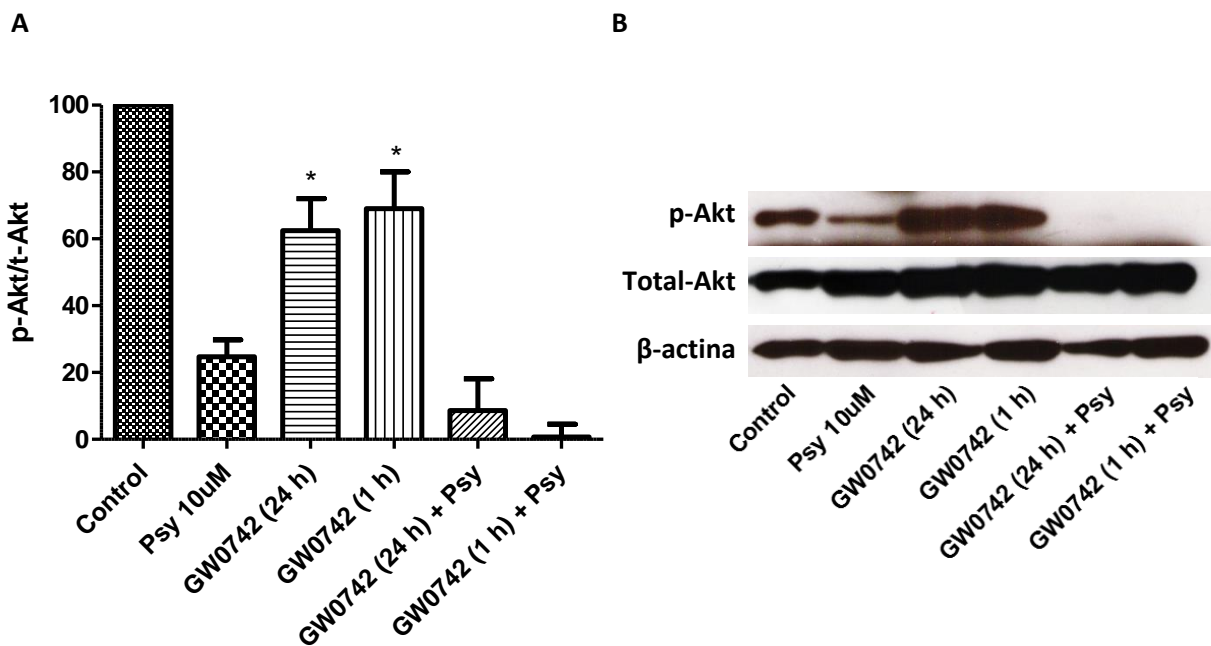 A
B
p-Akt/t-Akt
100
80
60
40
20
0
*
*
Control
Psy 10uM
GW0742 (24 h)
GW0742 (1 h)
GW0742 (24 h) + Psy
GW0742 (1 h) + Psy
p-Akt
Total-Akt
β-actina
Control
Psy 10uM
GW0742 (24 h)
GW0742 (1 h)
GW0742 (24 h) + Psy
GW0742 (1 h) + Psy